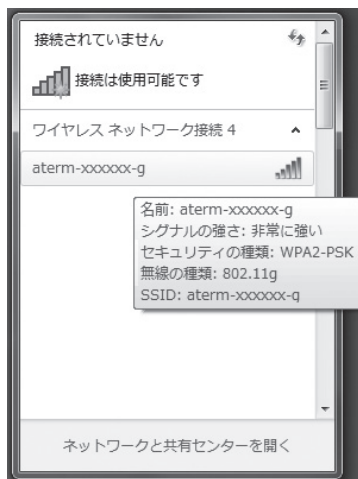 接続されていません
接続は使用可能です
ワイヤレス ネットワーク接続 4
aterm-xxxxxx-g
名前: aterm-xxxxxx-g
シグナルの強さ: 非常に強い
セキュリティの種類: WPA2-PSK
無線の種類: 802.11g
SSID: aterm-xxxxxx-g
ネットワークと共有センターを開く